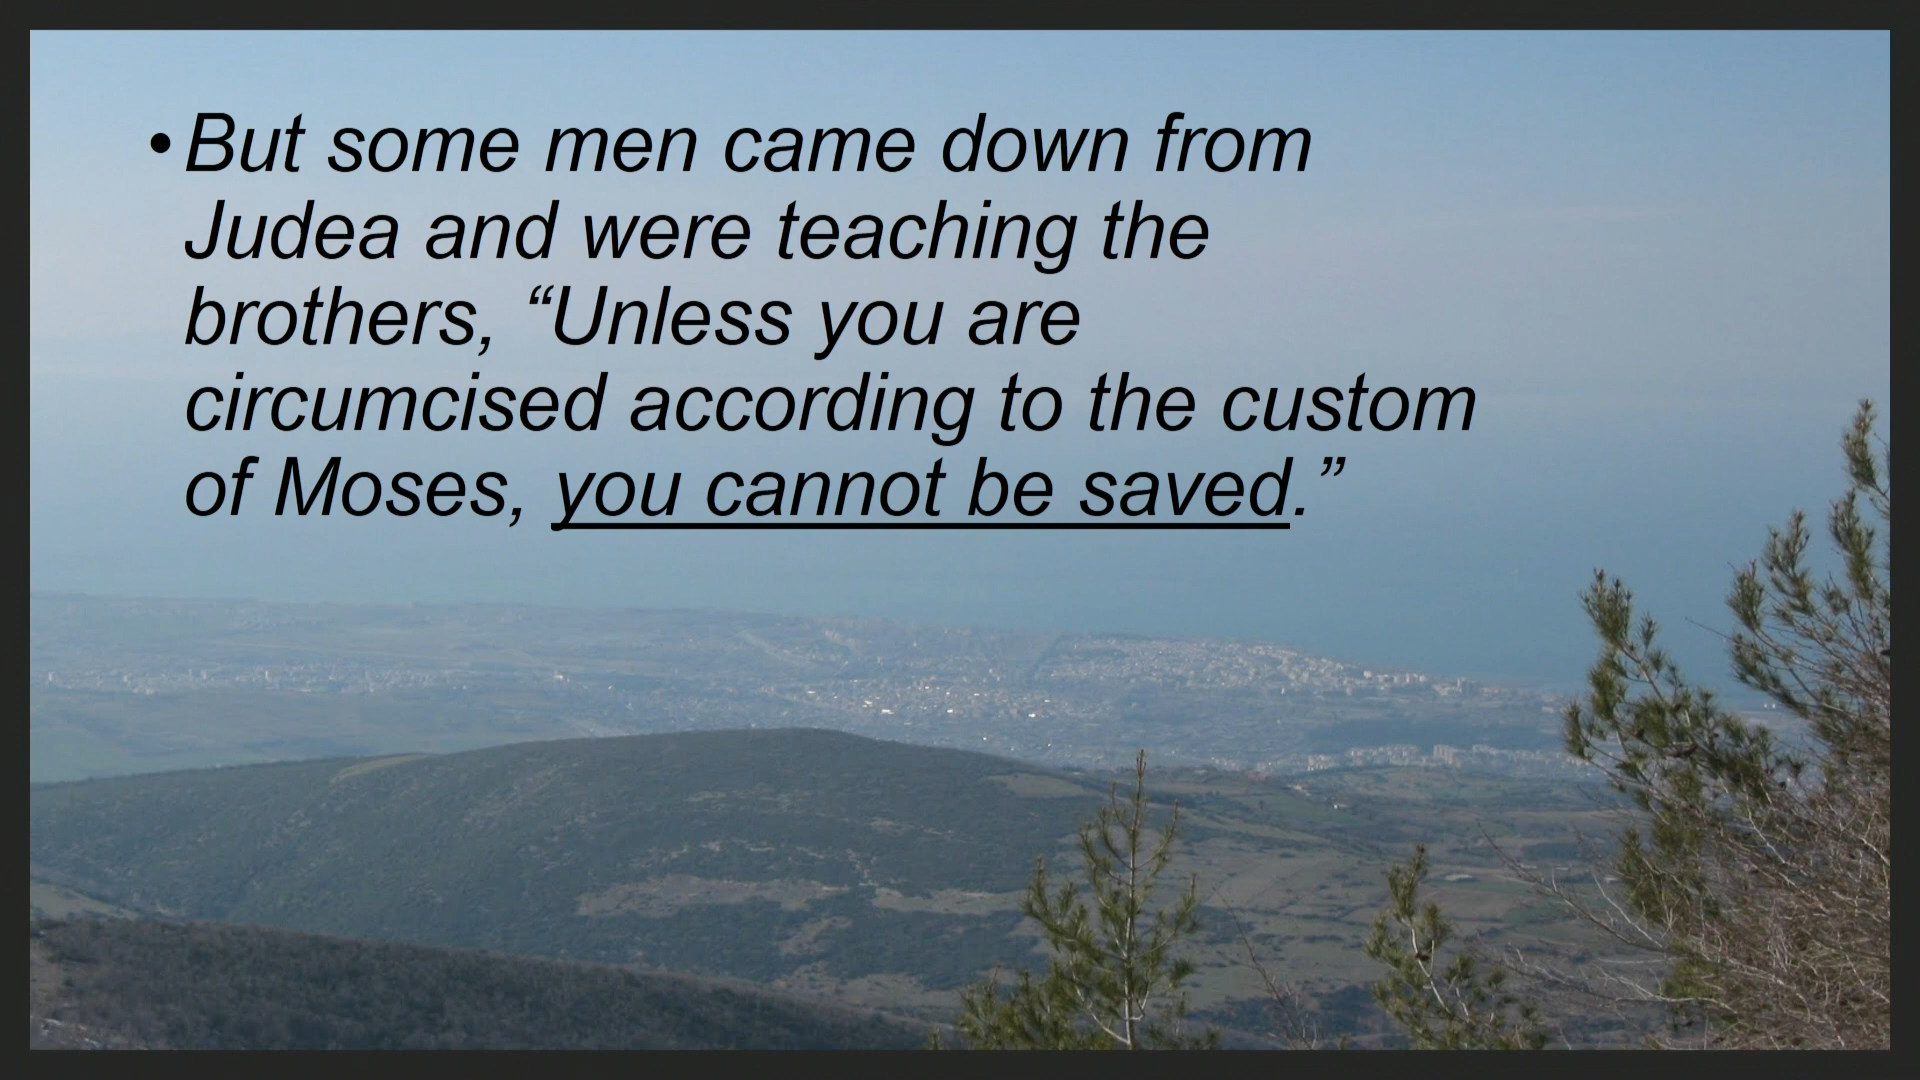 • But some men came down from
Judea and were teaching the
brothers, “Unless you are
circumcised according to the custom
of Moses, you cannot be saved.”